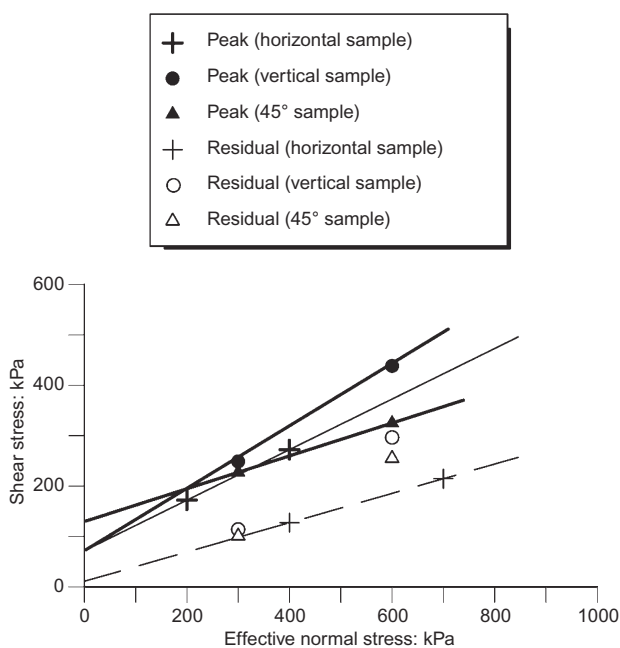 Peak (horizontal sample)
Peak (vertical sample)
Peak (45° sample)
Residual (horizontal sample)
Residual (vertical sample)
Residual (45° sample)
600
400
200
0
Shear stress: kPa
0 200 400 600 800 1000
Effective normal stress: kPa